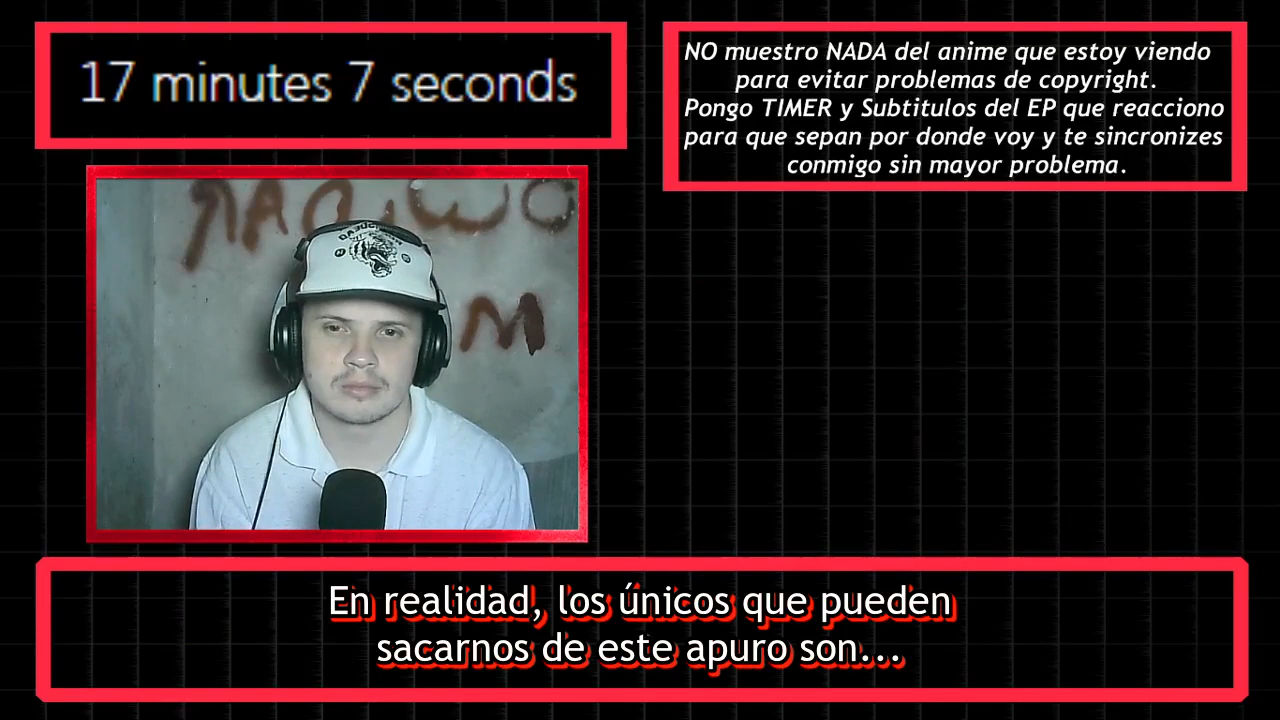 17 minutes 7 seconds
NO muestro NADA del anime que estoy viendo
para evitar problemas de copyright.
Pongo TIMER y Subtitulos del EP que reacciono
para que sepan por donde voy y te sincronizes
conmigo sin mayor problema.
M
En realidad, los únicos que pueden
sacarnos de este apuro son...